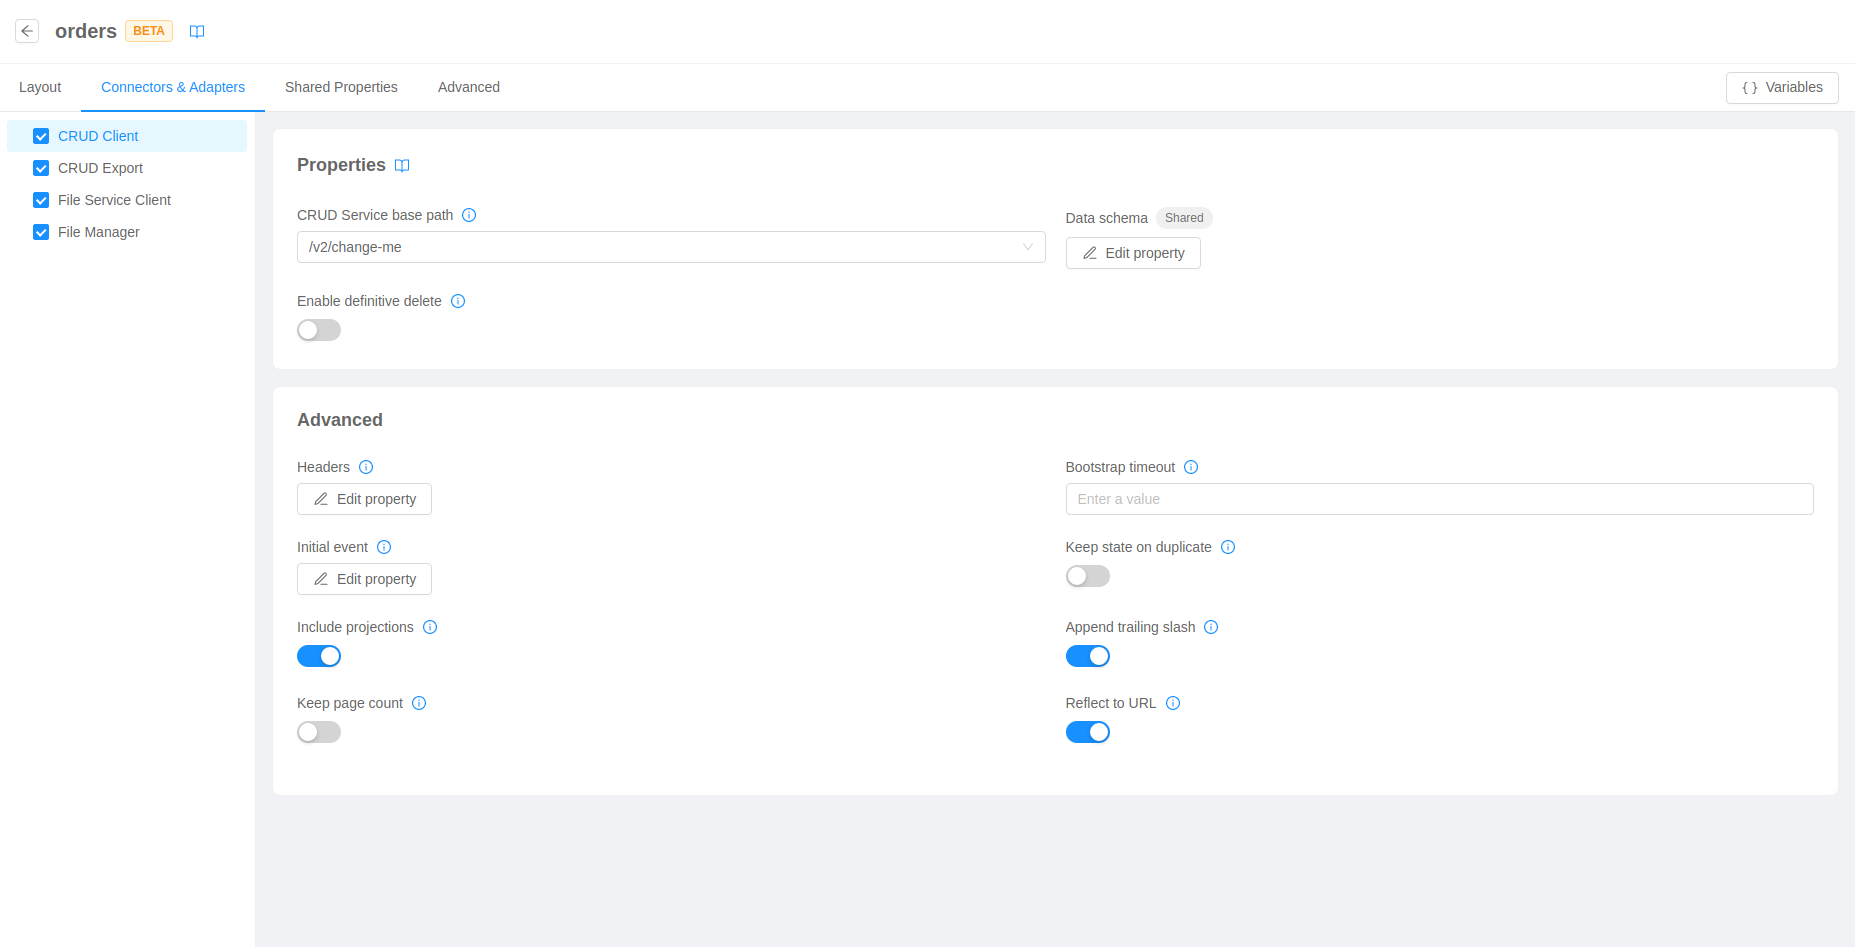 orders BETA
Layout Connectors & Adapters Shared Properties Advanced { } Variables
CRUD Client
CRUD Export
File Service Client
File Manager
Properties
CRUD Service base path
/v2/change-me
Data schema Shared
Edit property
Enable definitive delete
Advanced
Headers
Edit property
Bootstrap timeout
Enter a value
Initial event
Edit property
Keep state on duplicate
Include projections
Append trailing slash
Keep page count
Reflect to URL